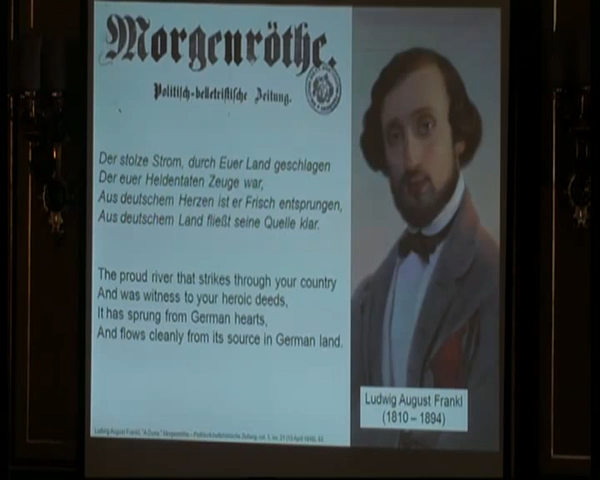 Morgenröthe.
Politisch-belletristische Zeitung.
Der stolze Strom, durch Euer Land geschlagen
Der euer Heldentaten Zeuge war,
Aus deutschem Herzen ist er Frisch entsprungen,
Aus deutschem Land fließt seine Quelle klar.
The proud river that strikes through your country
And was witness to your heroic deeds,
It has sprung from German hearts,
And flows cleanly from its source in German land.
Ludwig August Frankl
(1810 – 1894)
Ludwig August Frankl,